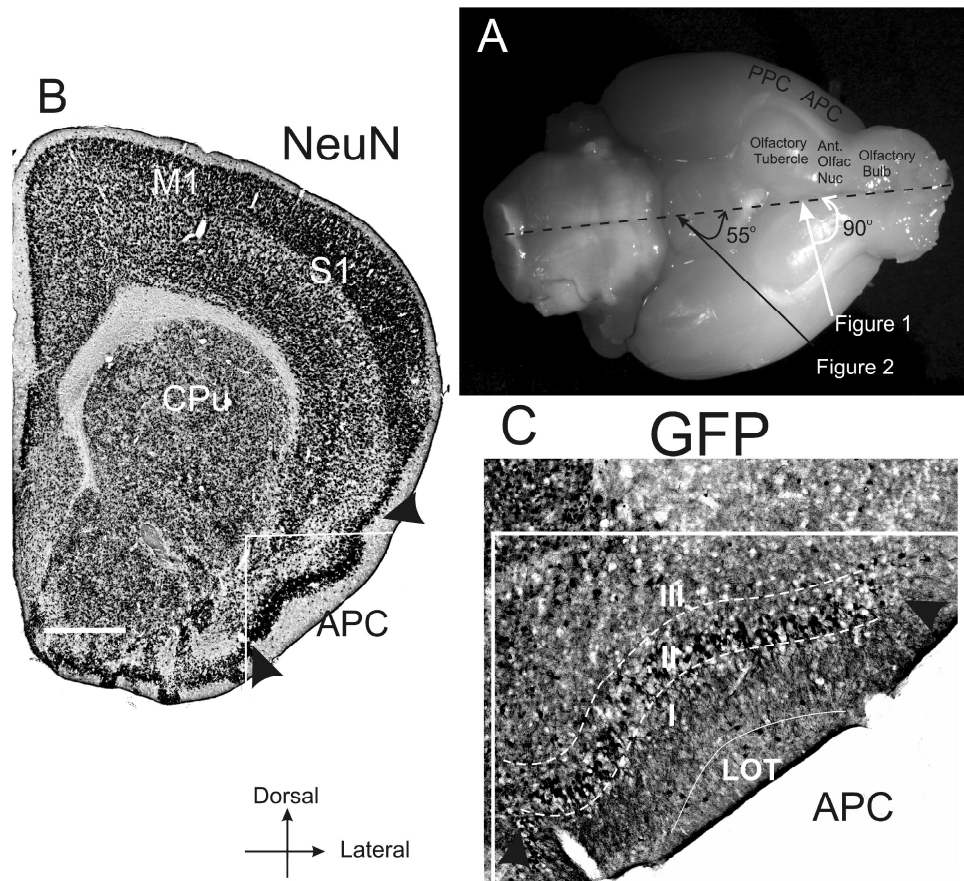 A
PPC APC
Olfactory
Tubercle
Ant.
Olfac
Nuc
Olfactory
Bulb
55°
90°
Figure 1
Figure 2
B
NeuN
M1
S1
CPu
APC
Dorsal
Lateral
C
GFP
III
II
I
LOT
APC